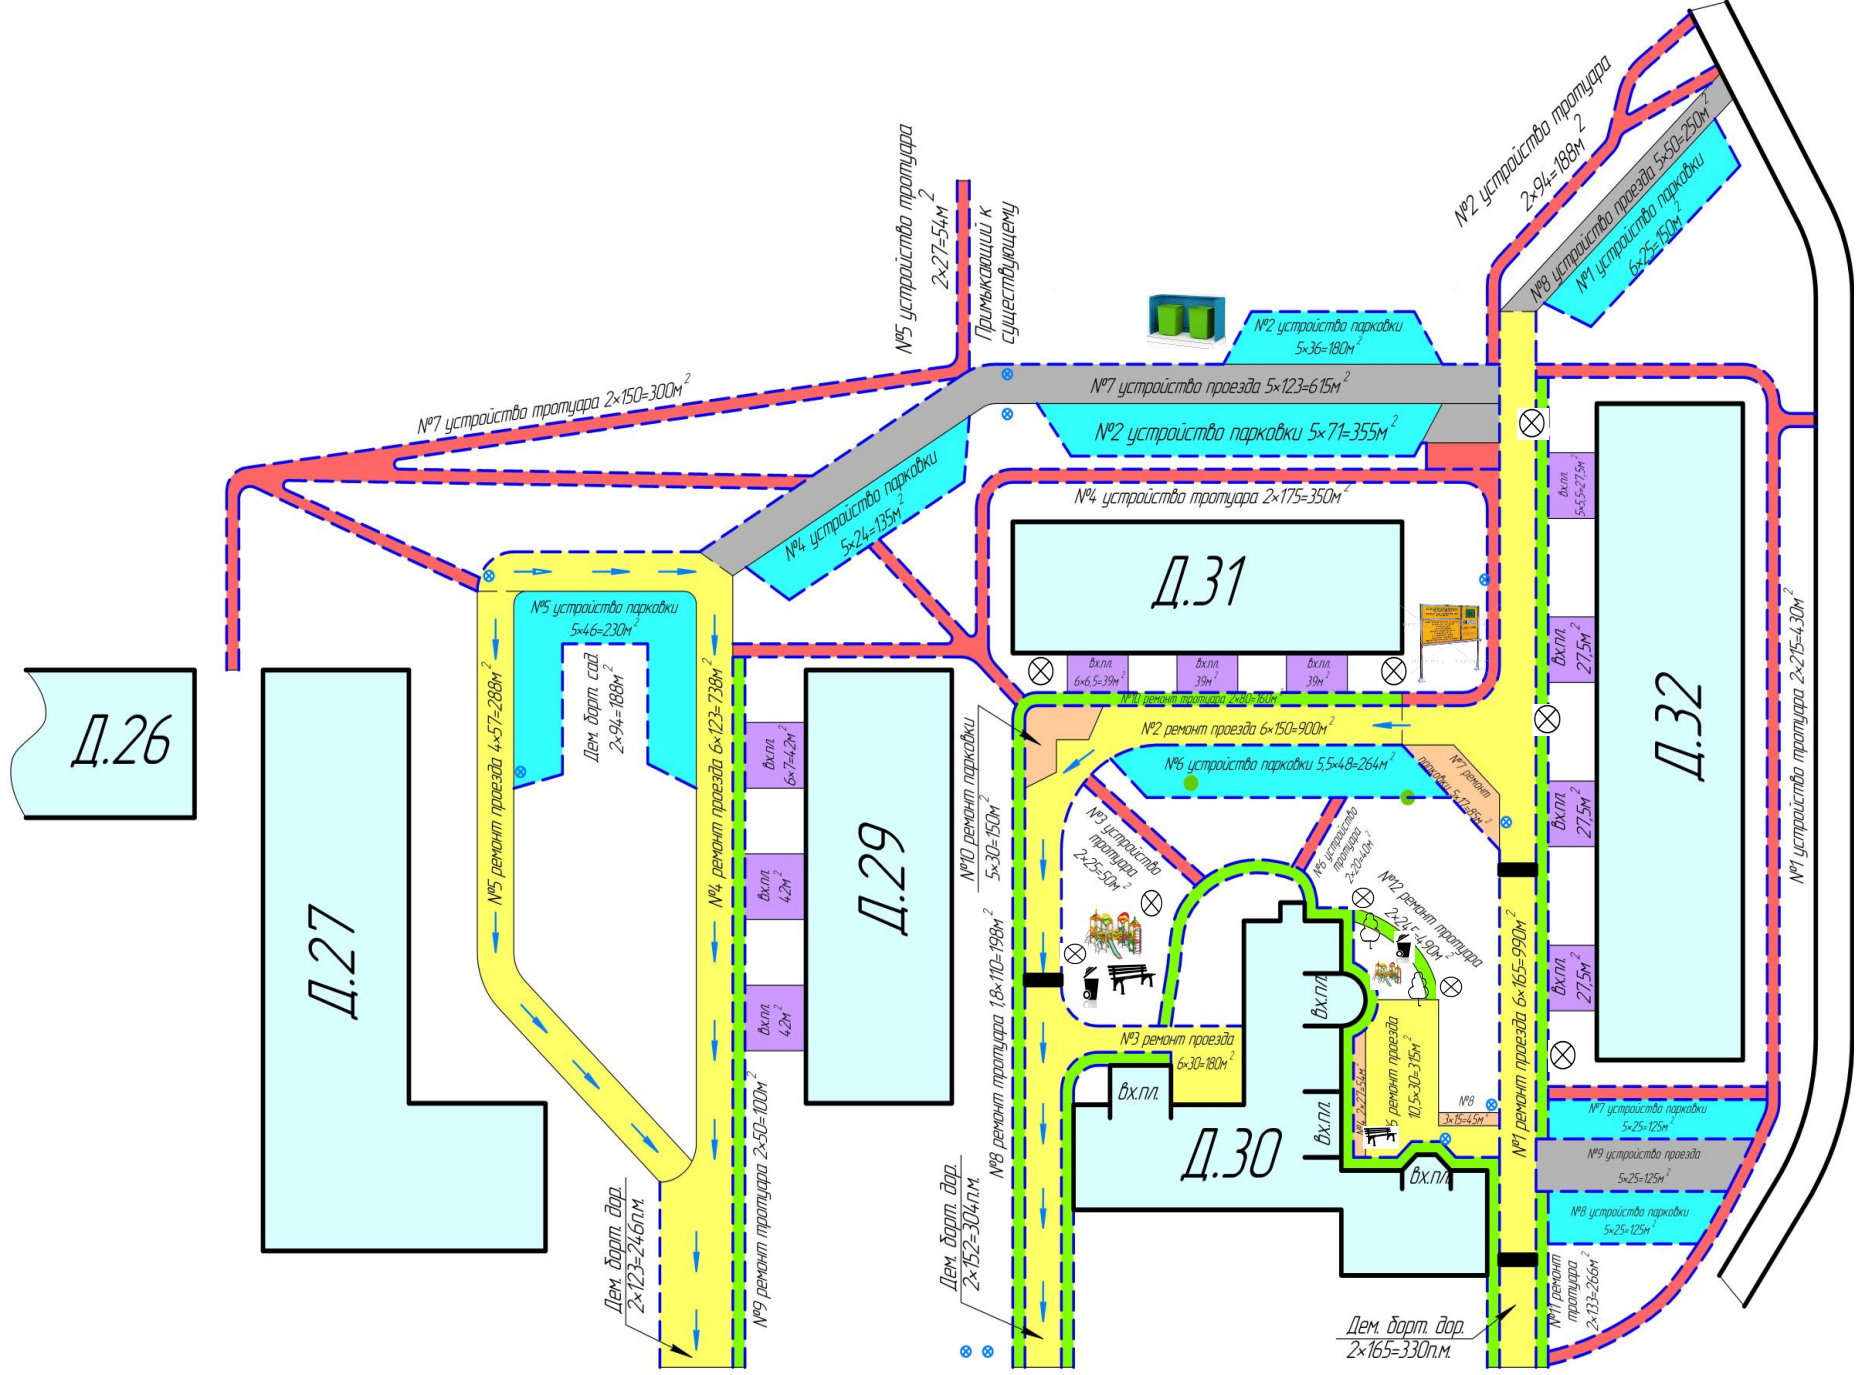 №2 устройство тротуара
2×94=188м²
№8 устройство проезда 5×50=250м²
№1 устройство парковки
6×25=150м²
№5 устройство тротуара
2×27=54м²
Примыкающий к
существующему
№2 устройство парковки
5×36=180м²
№7 устройство проезда 5×123=615м²
№2 устройство парковки 5×71=355м²
№7 устройство тротуара 2×150=300м²
№4 устройство парковки
5×24=135м²
№4 устройство тротуара 2×175=350м²
Д.31
вх.пл.
6×6,5=39м²
вх.пл.
39м²
вх.пл.
39м²
вх.пл.
5×5,5=27,5м²
вх.пл.
27,5м²
вх.пл.
27,5м²
вх.пл.
27,5м²
Д.32
№1 устройство тротуара 2×215=430м²
№5 устройство парковки
5×46=230м²
Дем. борт. сад.
2×94=188м²
№5 ремонт проезда 4×57=288м²
№4 ремонт проезда 6×123=738м²
Д.26
Д.27
Д.29
вх.пл.
6×7=42м²
вх.пл.
42м²
вх.пл.
42м²
№10 ремонт тротуара 2×80=160м²
№2 ремонт проезда 6×150=900м²
№6 устройство парковки 5,5×48=264м²
№7 ремонт
парковки 5×17=85м²
№10 ремонт парковки
5×30=150м²
№3 устройство
тротуара
2×25=50м²
№6 устройство
тротуара
2×20=40м²
№12 ремонт тротуара
2×245=490м²
№8 ремонт тротуара 1,8×110=198м²
№3 ремонт проезда
6×30=180м²
вх.пл.
вх.пл.
вх.пл.
вх.пл.
Д.30
№4 2×27=54м²
ремонт проезда
10,5×30=315м²
№8
3×15=45м²
№1 ремонт проезда 6×165=990м²
№7 устройство парковки
5×25=125м²
№9 устройство проезда
5×25=125м²
№8 устройство парковки
5×25=125м²
№11 ремонт
тротуара
2×133=266м²
№9 ремонт тротуара 2×50=100м²
Дем. борт. дор.
2×123=246п.м.
Дем. борт. дор.
2×152=304п.м.
Дем. борт. дор.
2×165=330п.м.